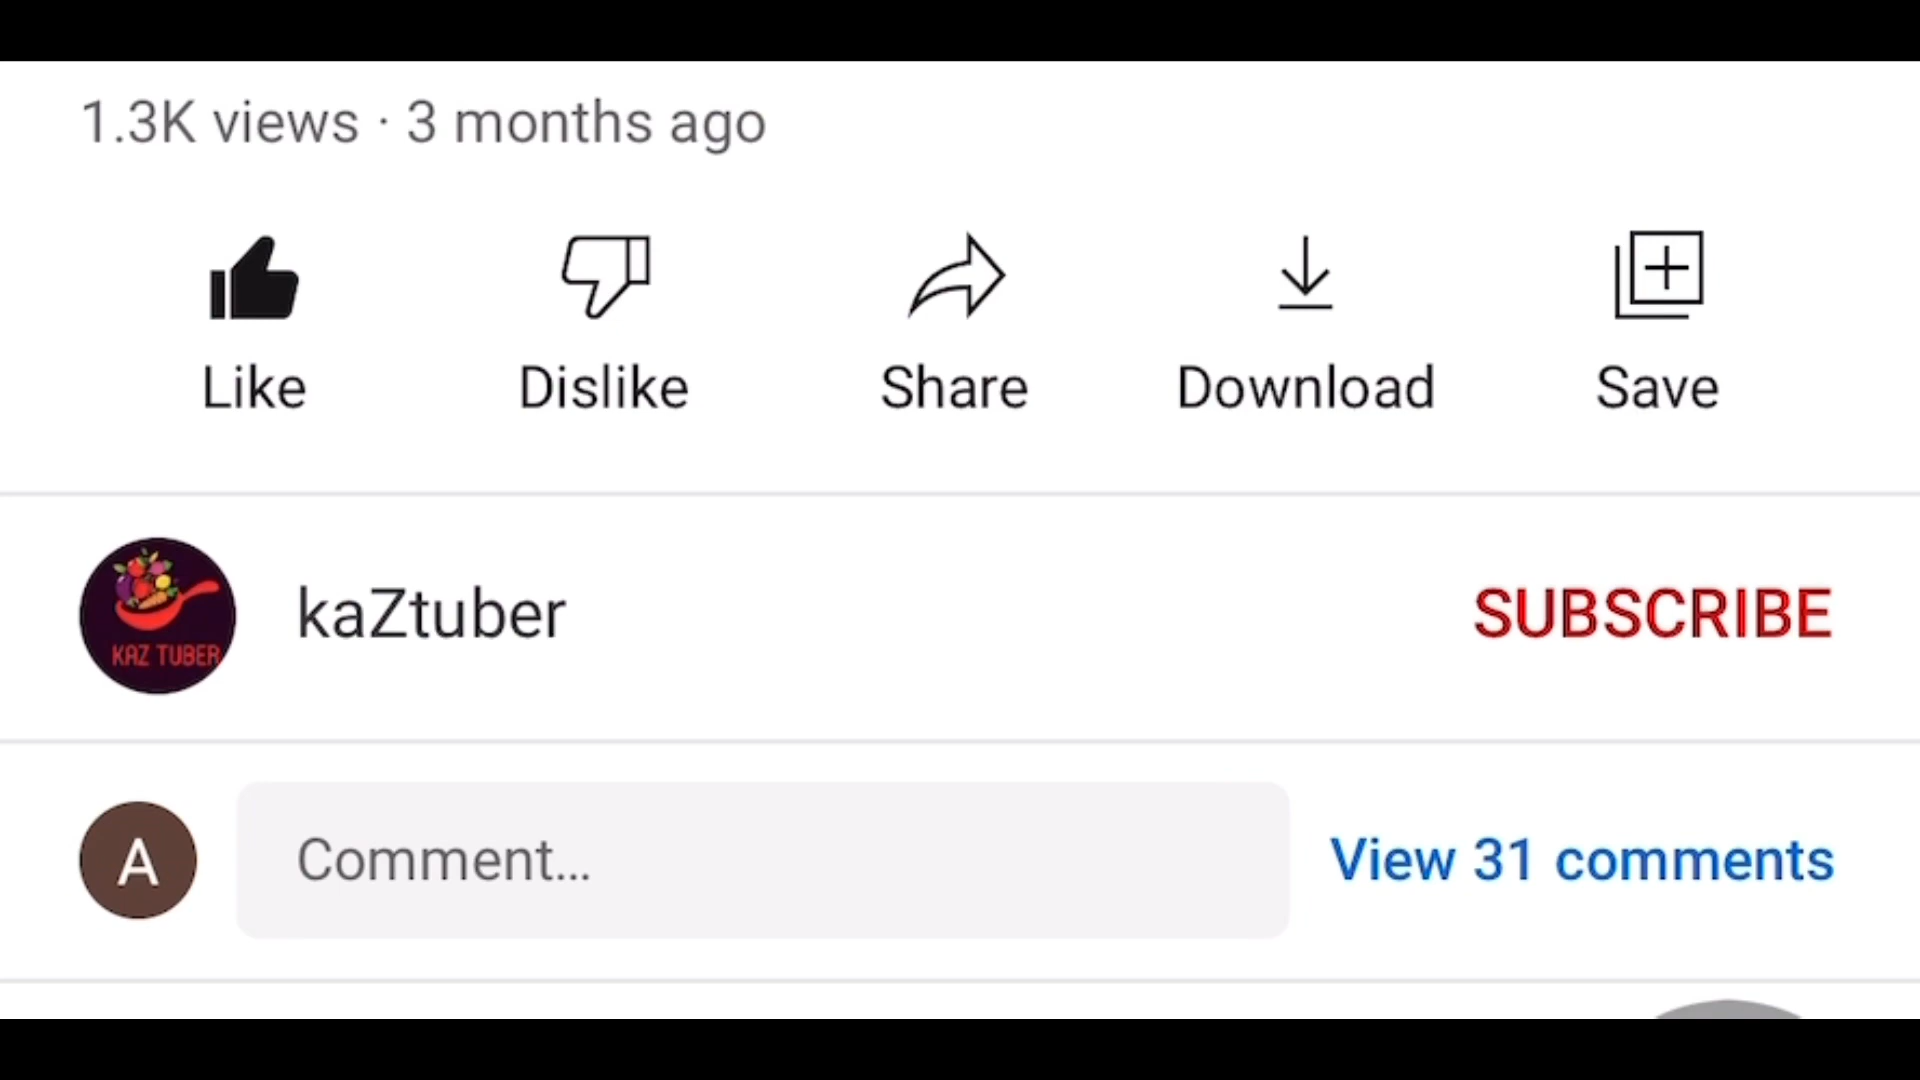 1.3K views · 3 months ago
Like Dislike Share Download Save
KAZ TUBER
kaZtuber SUBSCRIBE
A Comment... View 31 comments